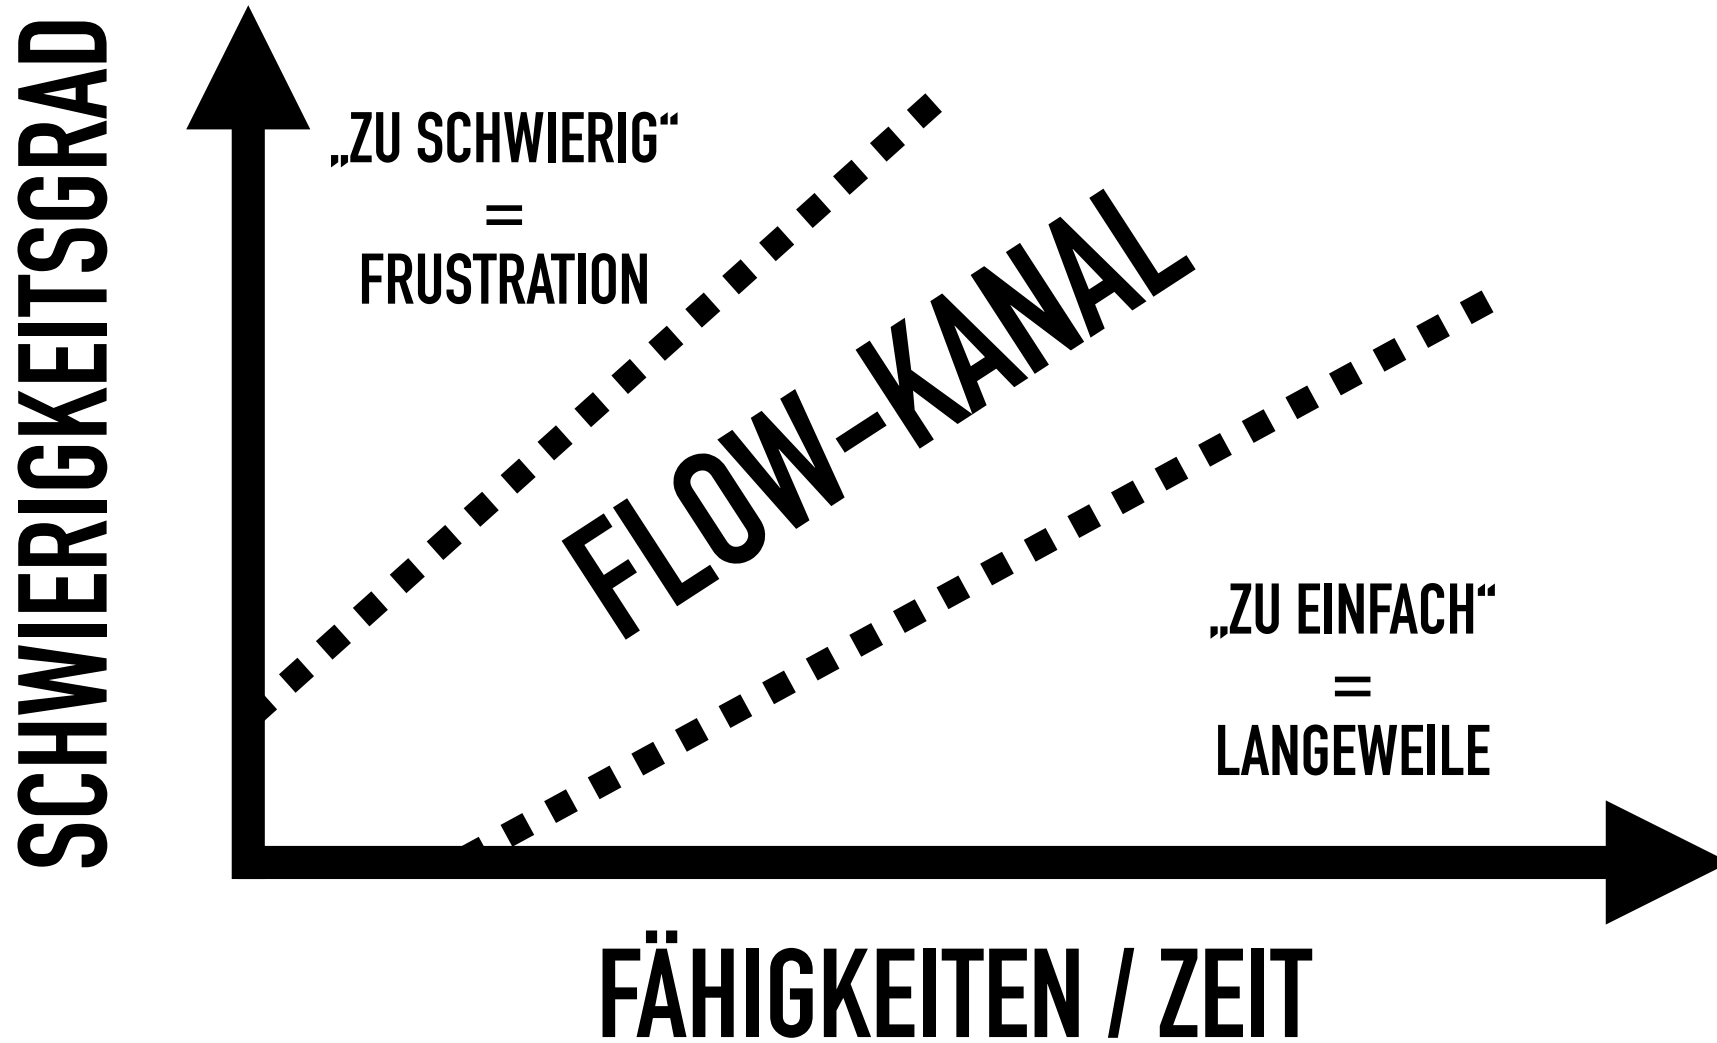 SCHWIERIGKEITSGRAD
„ZU SCHWIERIG“
=
FRUSTRATION
FLOW-KANAL
„ZU EINFACH“
=
LANGEWEILE
FÄHIGKEITEN / ZEIT